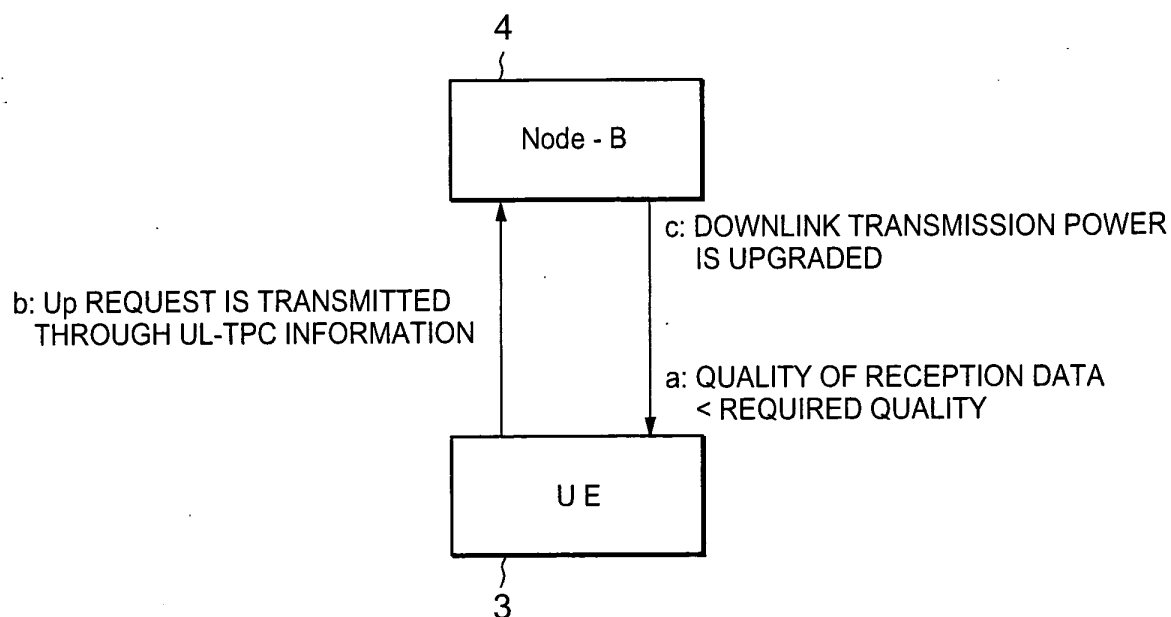 4
Node - B
c: DOWNLINK TRANSMISSION POWER
IS UPGRADED
b: Up REQUEST IS TRANSMITTED
THROUGH UL-TPC INFORMATION
a: QUALITY OF RECEPTION DATA
< REQUIRED QUALITY
U E
3